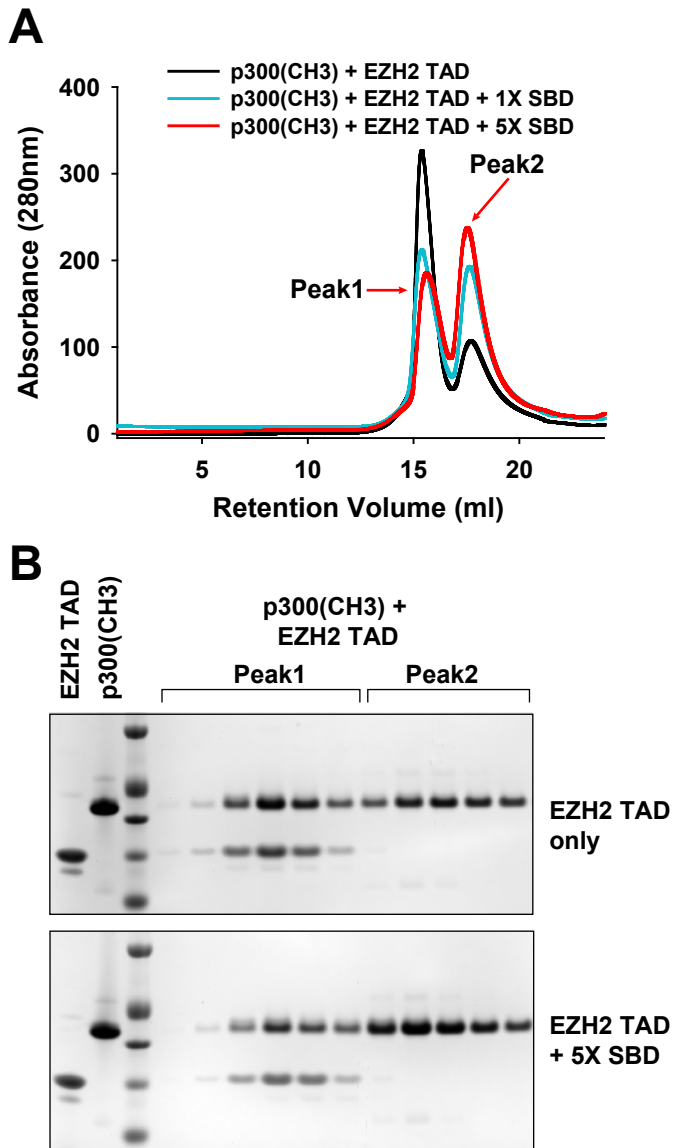 A
p300(CH3) + EZH2 TAD
p300(CH3) + EZH2 TAD + 1X SBD
p300(CH3) + EZH2 TAD + 5X SBD
400
300
200
100
0
Absorbance (280nm)
Peak1
Peak2
5
10
15
20
Retention Volume (ml)
B
EZH2 TAD
p300(CH3)
p300(CH3) +
EZH2 TAD
Peak1
Peak2
EZH2 TAD
only
EZH2 TAD
+ 5X SBD